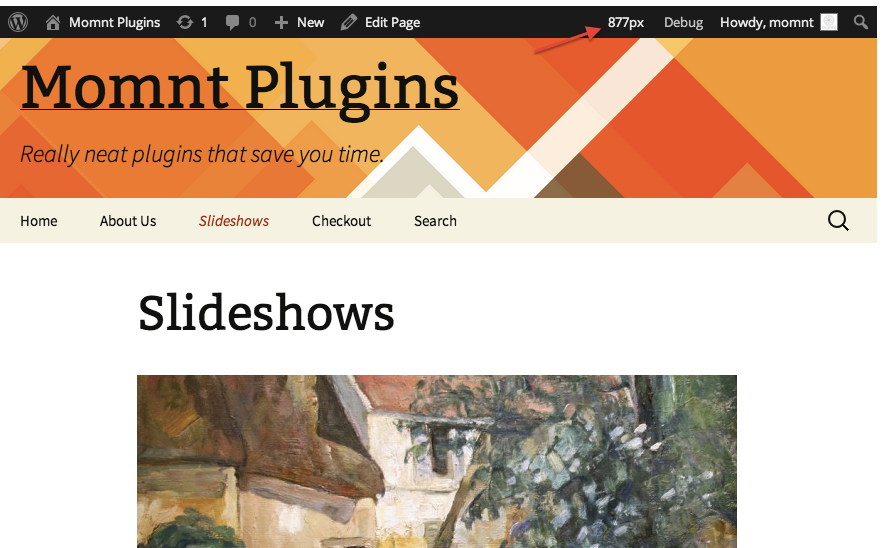 Momnt Plugins 1 0 New Edit Page 877px Debug Howdy, momnt
Momnt Plugins
Really neat plugins that save you time.
Home About Us Slideshows Checkout Search
Slideshows